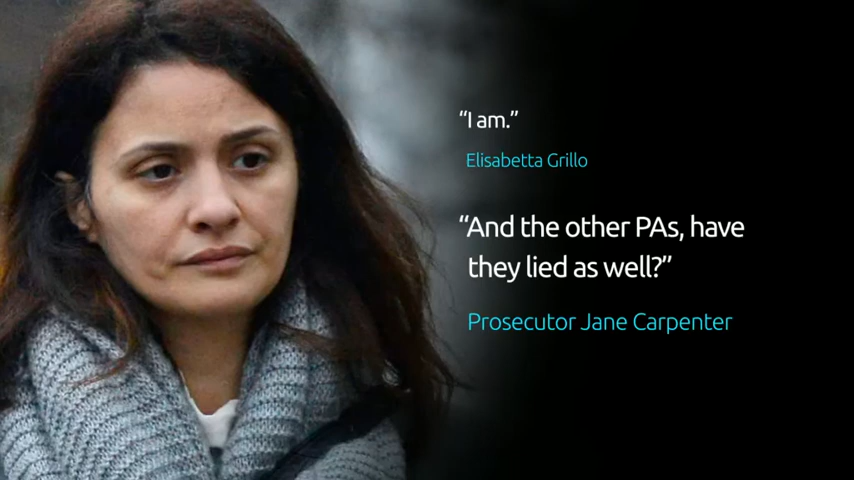 “I am.”
Elisabetta Grillo
“And the other PAs, have
they lied as well?”
Prosecutor Jane Carpenter